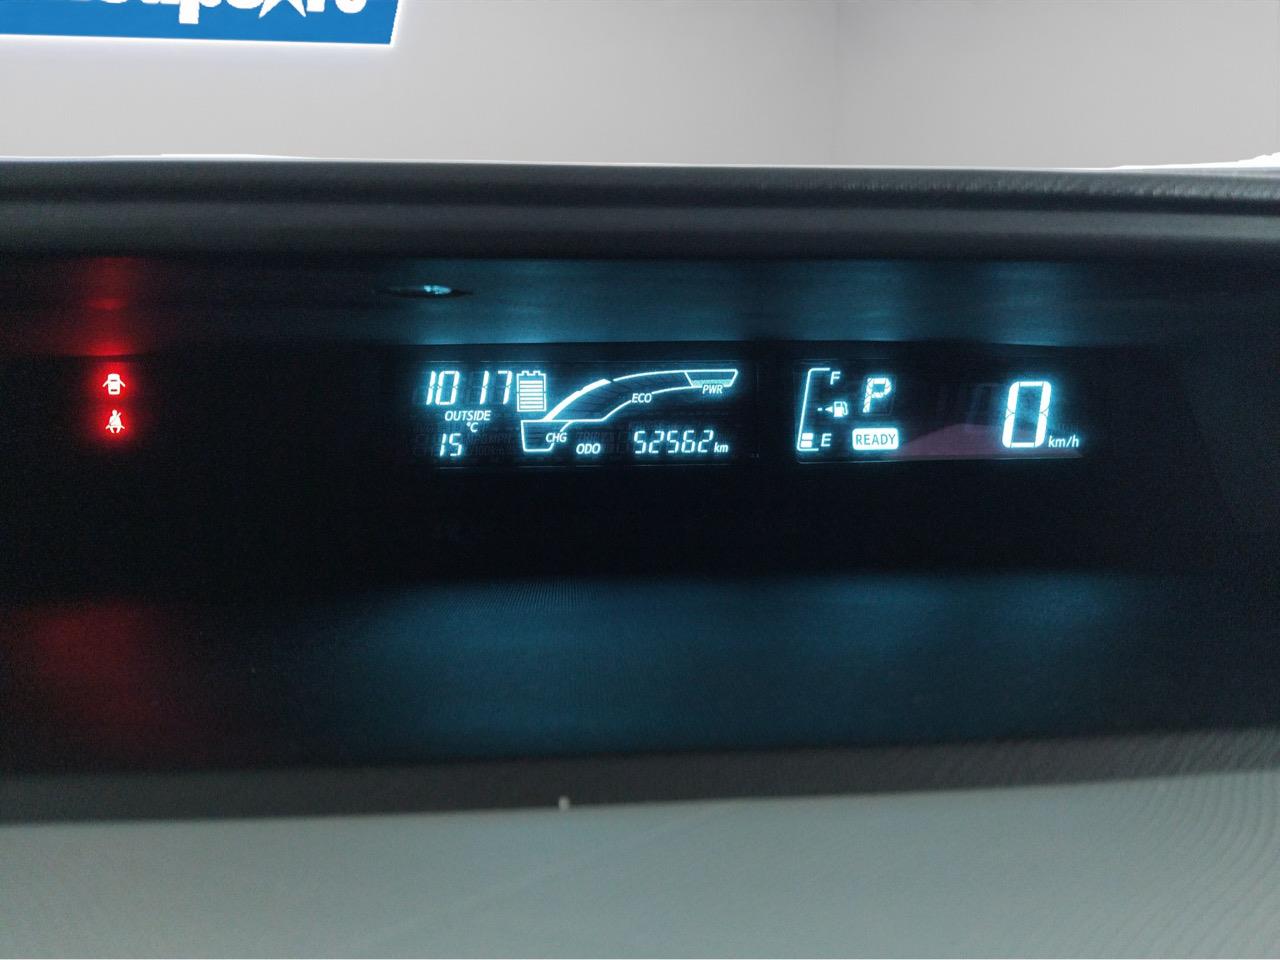 10 17
OUTSIDE
°C
15
CHG
ECO
PWR
ODO
52562 km
F
E
P
READY
0 km/h